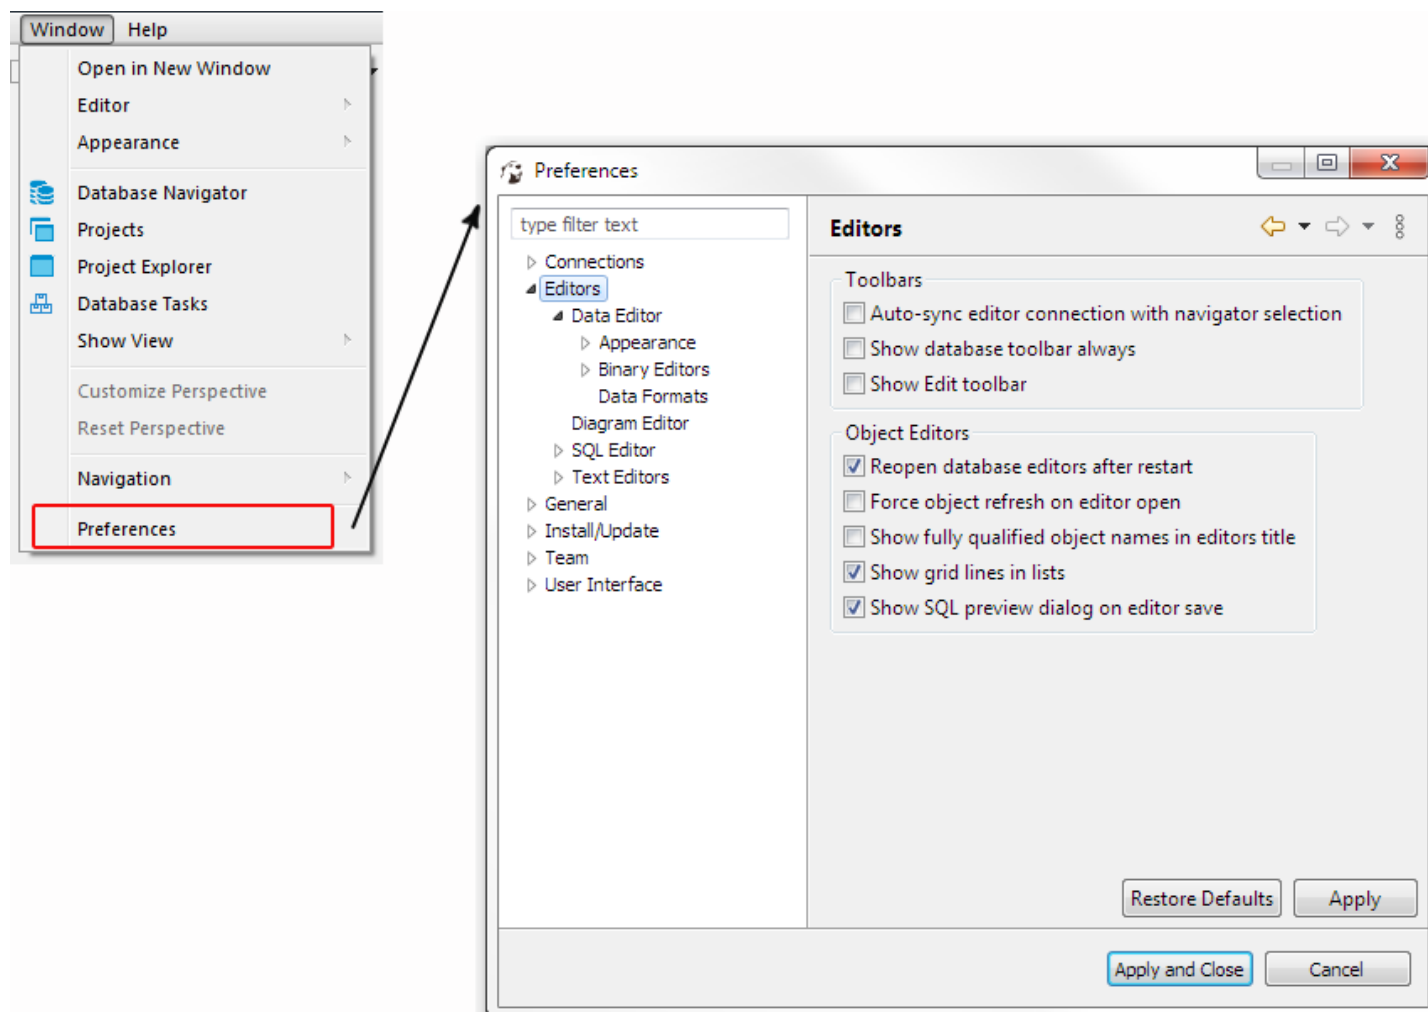 Window Help
Open in New Window
Editor
Appearance
Database Navigator
Projects
Project Explorer
Database Tasks
Show View
Customize Perspective
Reset Perspective
Navigation
Preferences
Preferences
type filter text
Connections
Editors
Data Editor
Appearance
Binary Editors
Data Formats
Diagram Editor
SQL Editor
Text Editors
General
Install/Update
Team
User Interface
Editors
Toolbars
Auto-sync editor connection with navigator selection
Show database toolbar always
Show Edit toolbar
Object Editors
Reopen database editors after restart
Force object refresh on editor open
Show fully qualified object names in editors title
Show grid lines in lists
Show SQL preview dialog on editor save
Restore Defaults Apply
Apply and Close Cancel